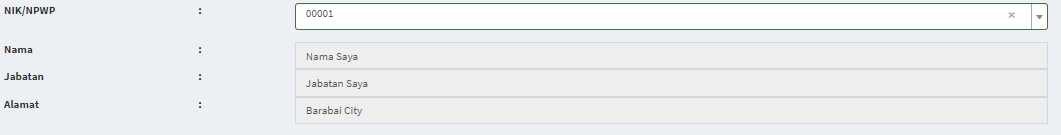 NIK/NPWP : 00001 ×
Nama : Nama Saya
Jabatan : Jabatan Saya
Alamat : Barabai City